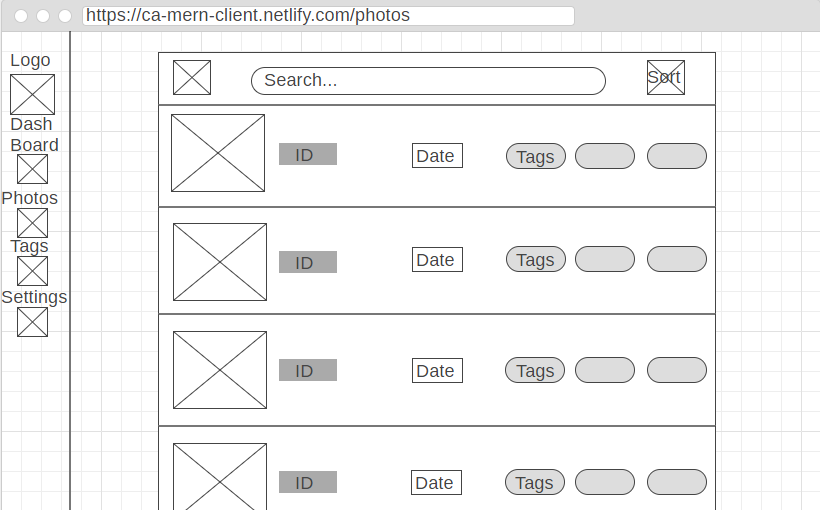 https://ca-mern-client.netlify.com/photos
Logo
Dash
Board
Photos
Tags
Settings
Search...
Sort
ID
Date
Tags
ID
Date
Tags
ID
Date
Tags
ID
Date
Tags